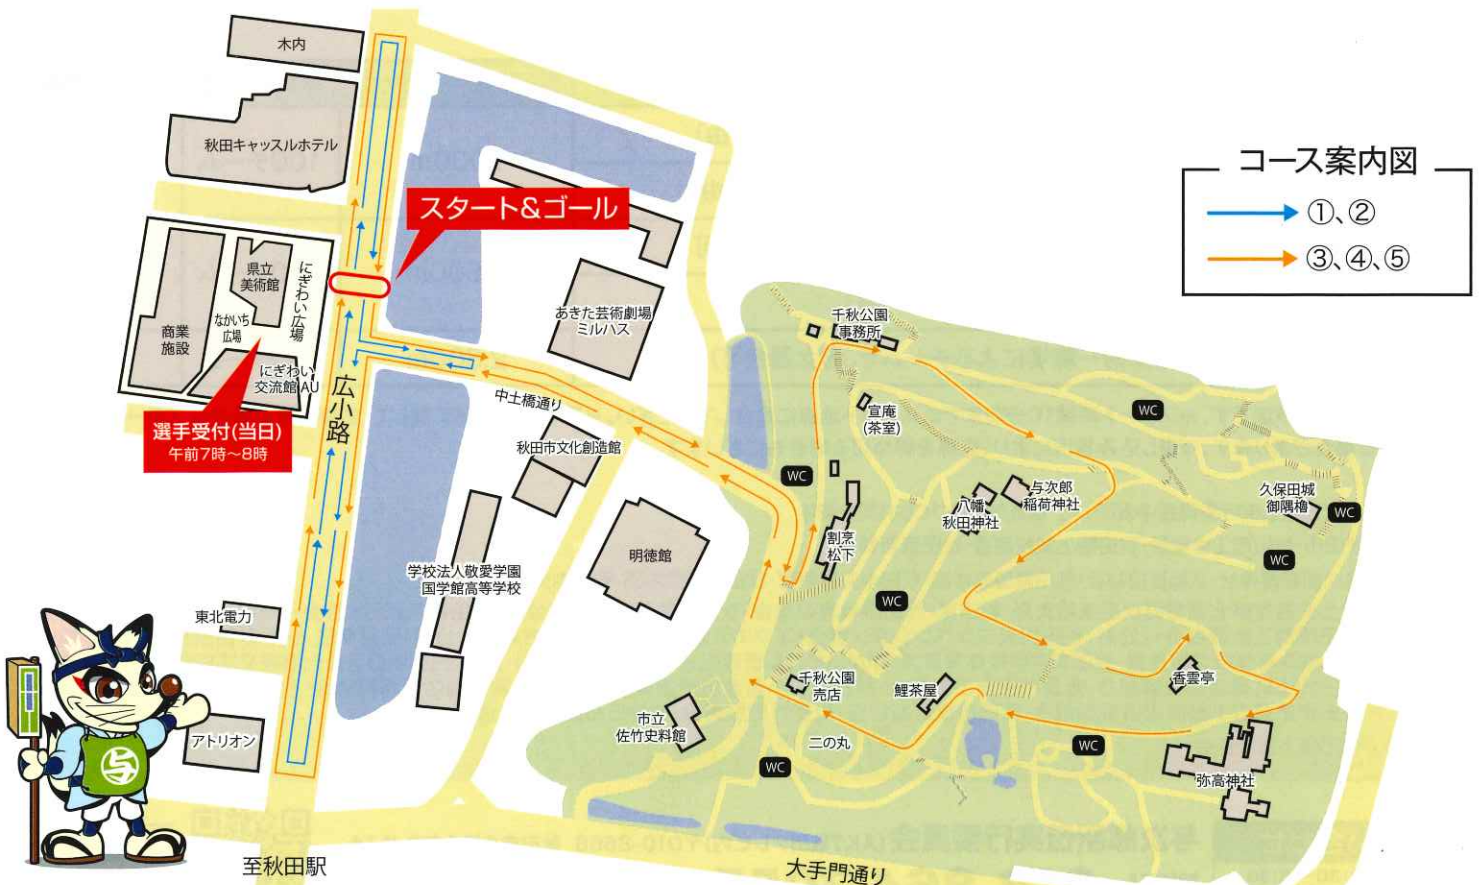 木内
秋田キャッスルホテル
スタート&ゴール
コース案内図
①、②
③、④、⑤
県立
美術館
にぎわい広場
なかいち
広場
商業
施設
にぎわい
交流館AU
選手受付(当日)
午前7時～8時
広小路
あきた芸術劇場
ミルハス
中土橋通り
秋田市文化創造館
千秋公園
事務所
宣庵
(茶室)
WC
WC
与次郎
稲荷神社
八幡
秋田神社
久保田城
御隅櫓
WC
割烹
松下
明徳館
WC
学校法人敬愛学園
国学館高等学校
WC
東北電力
千秋公園
売店
鯉茶屋
香雲亭
市立
佐竹史料館
二の丸
アトリオン
WC
WC
弥高神社
与
至秋田駅
大手門通り